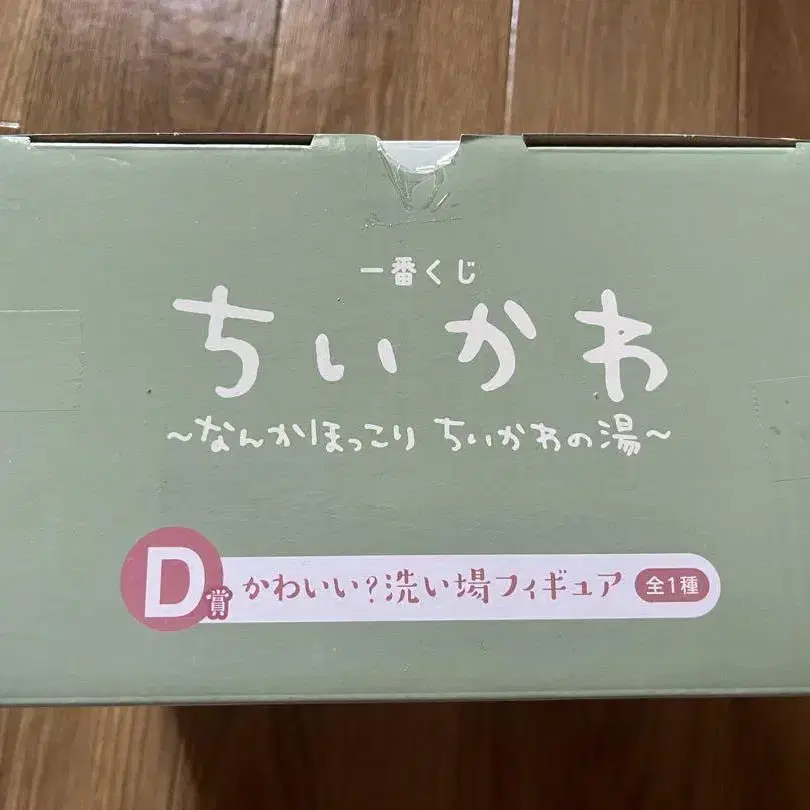 一番くじ
ちいかわ
～なんかほっこり ちいかわの湯～
D賞 かわいい?洗い場フィギュア 全1種